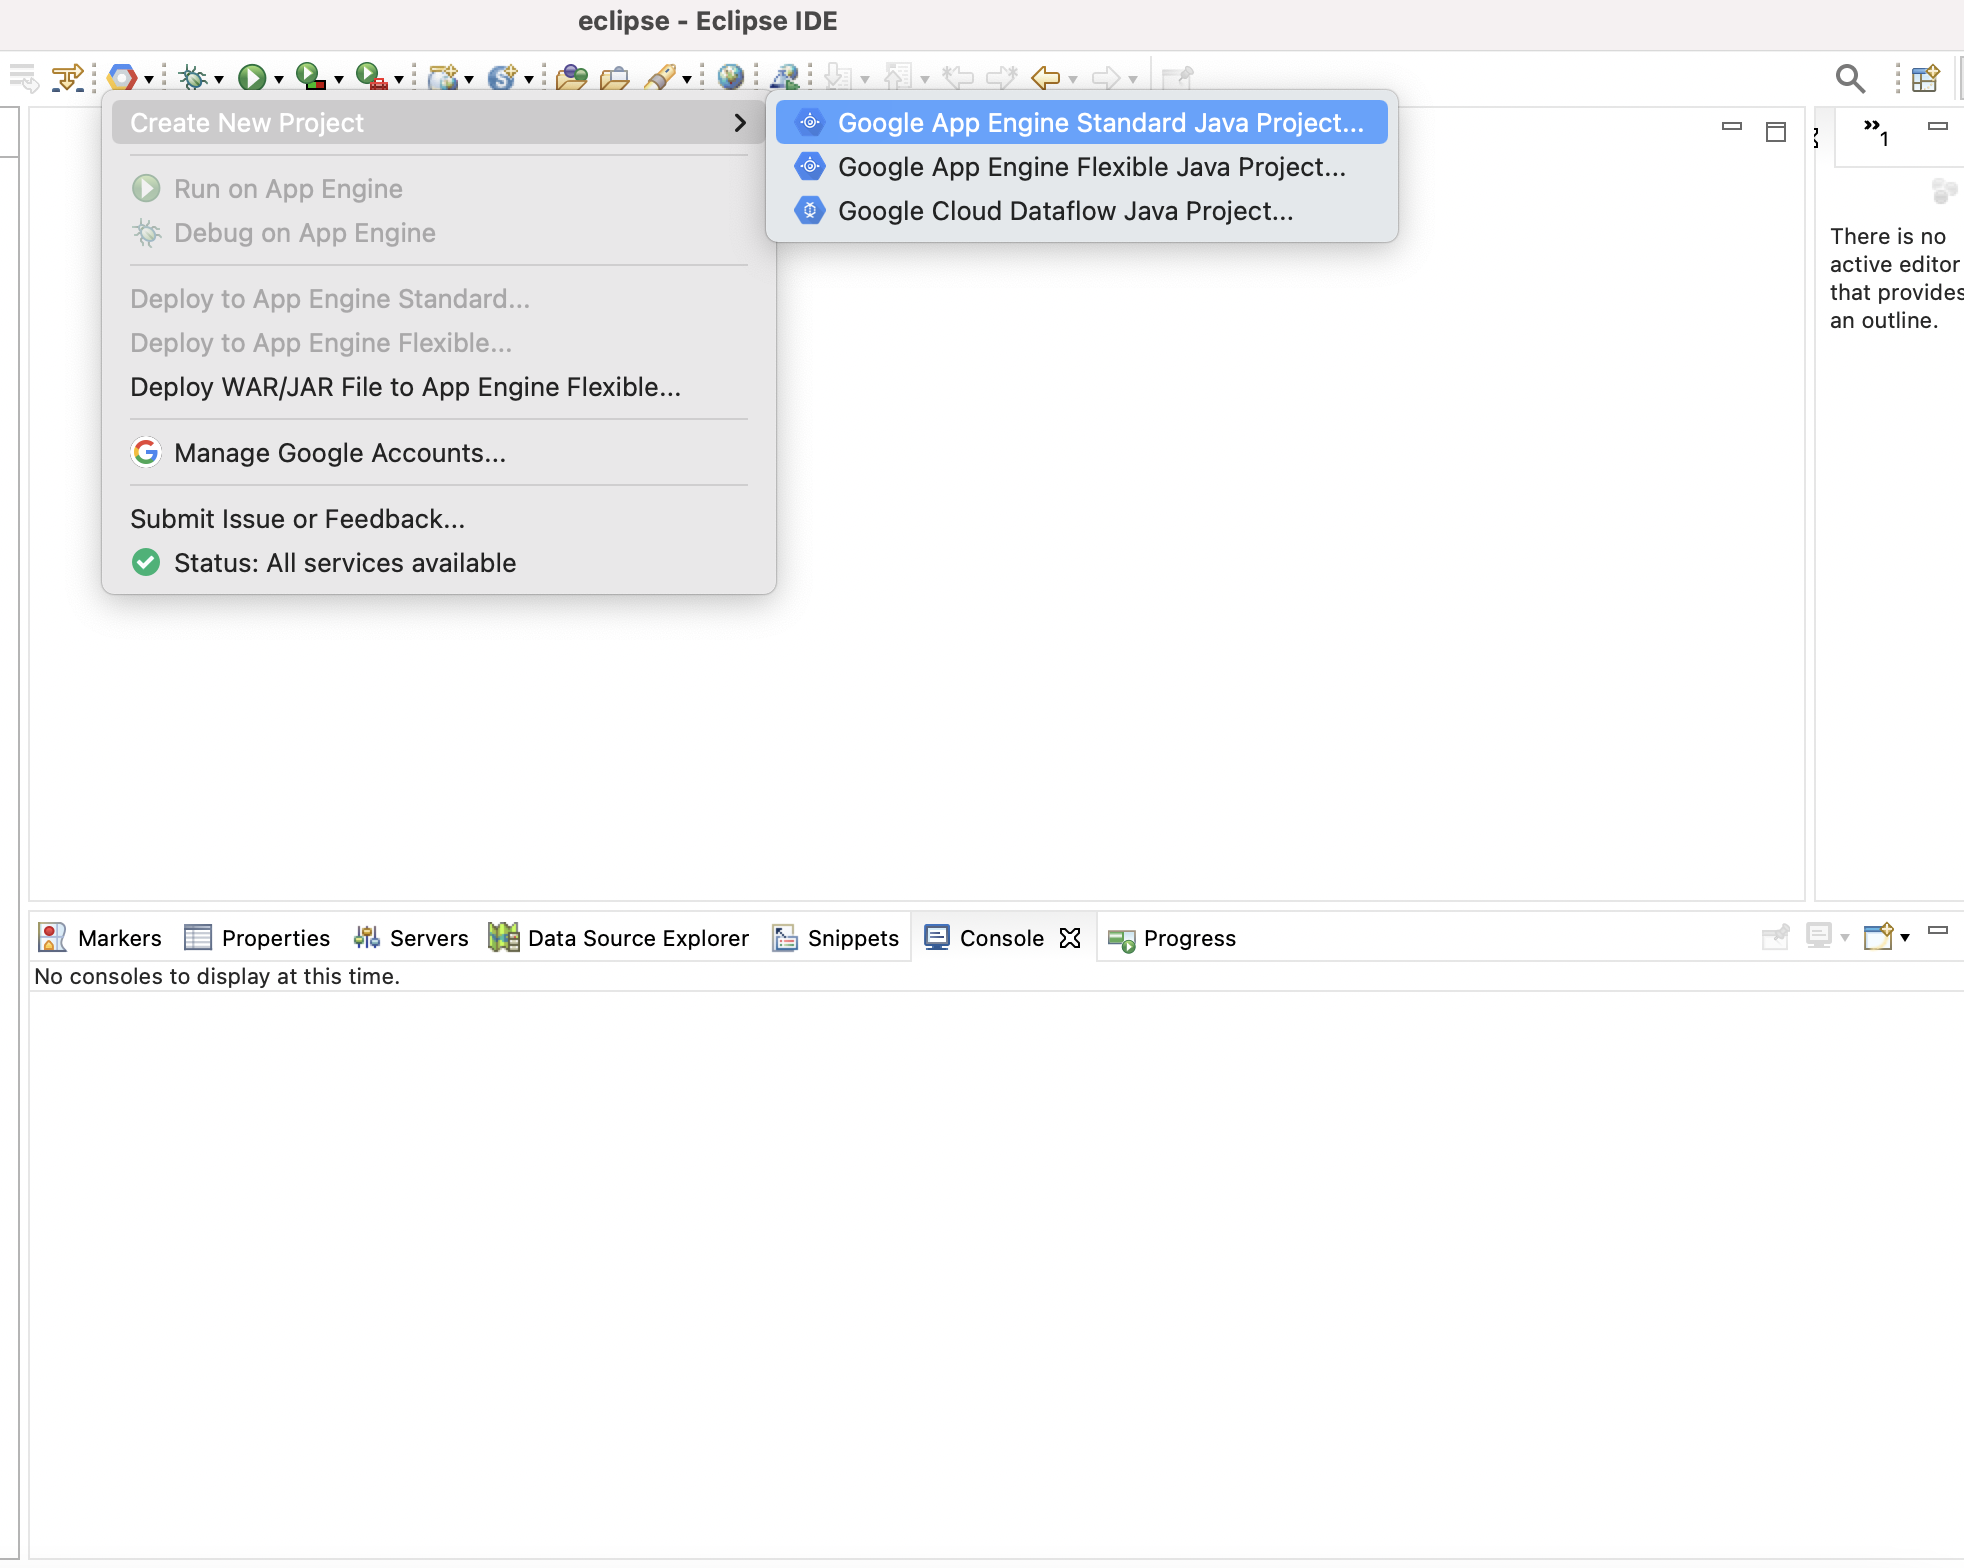 eclipse - Eclipse IDE
Create New Project
Google App Engine Standard Java Project...
Google App Engine Flexible Java Project...
Google Cloud Dataflow Java Project...
Run on App Engine
Debug on App Engine
Deploy to App Engine Standard...
Deploy to App Engine Flexible...
Deploy WAR/JAR File to App Engine Flexible...
Manage Google Accounts...
Submit Issue or Feedback...
Status: All services available
»1
There is no
active editor
that provides
an outline.
Markers
Properties
Servers
Data Source Explorer
Snippets
Console
Progress
No consoles to display at this time.